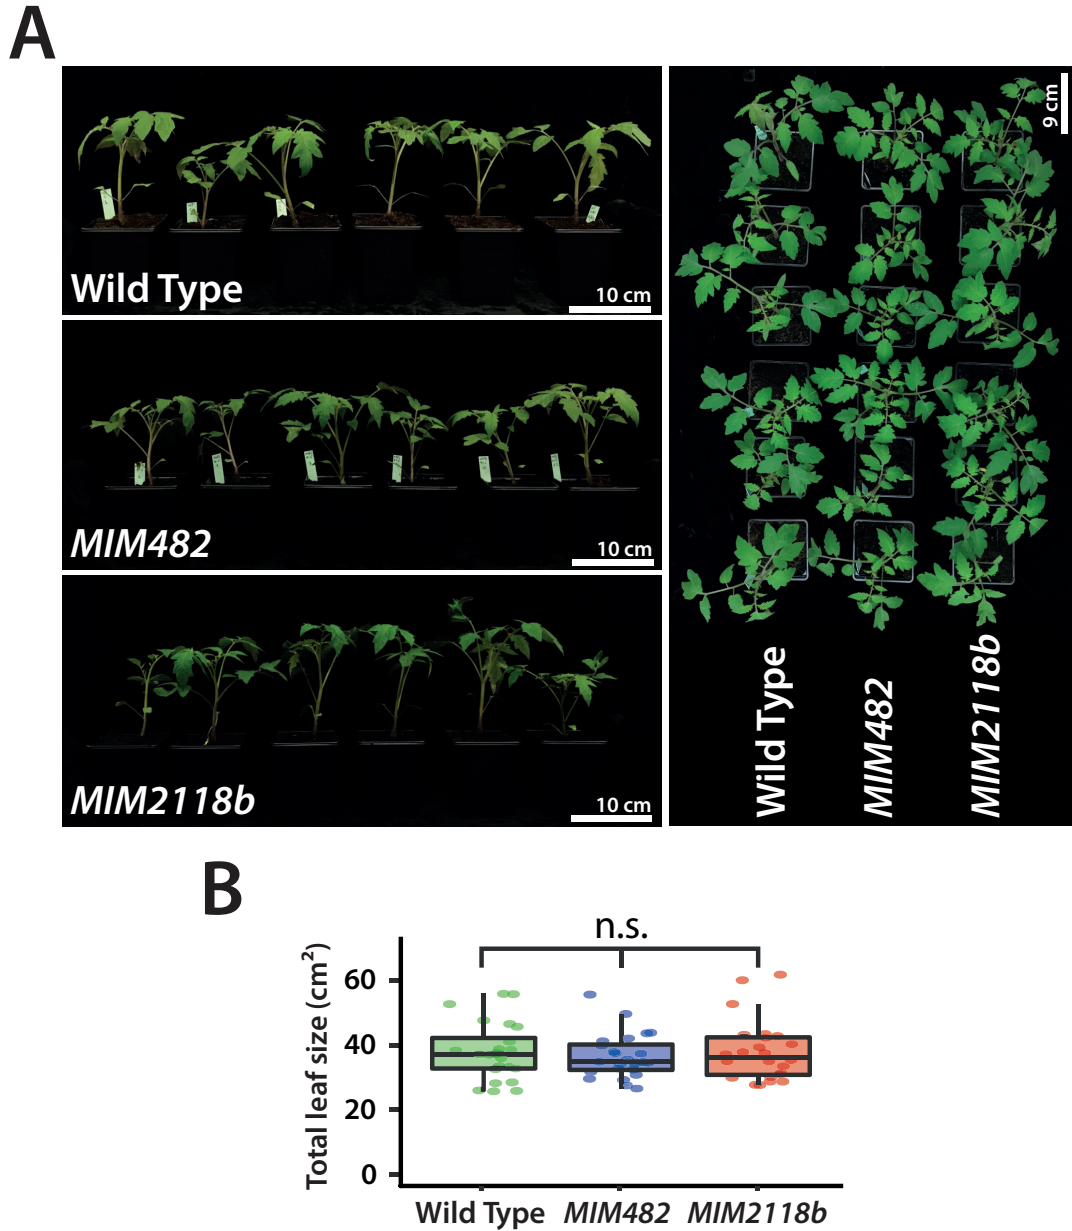 A
Wild Type
10 cm
MIM482
10 cm
MIM2118b
10 cm
9 cm
Wild Type
MIM482
MIM2118b
B
n.s.
Total leaf size (cm²)
60
40
20
0
Wild Type
MIM482
MIM2118b